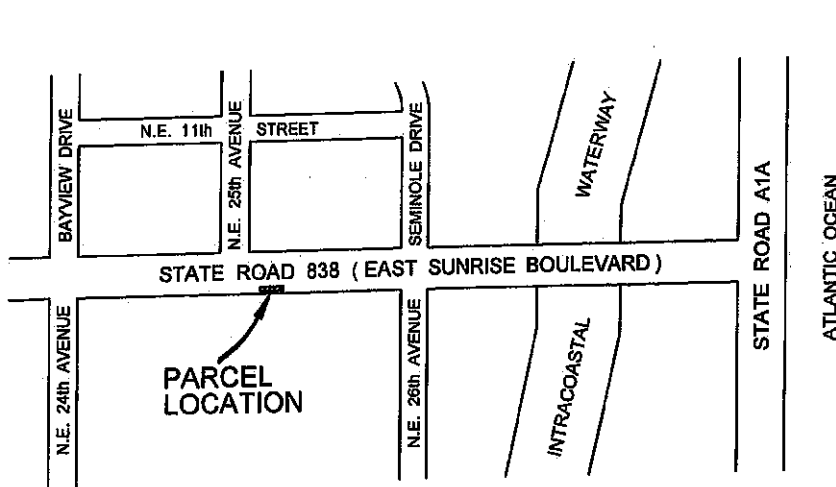 BAYVIEW DRIVE
N.E. 11th STREET
N.E. 25th AVENUE
SEMINOLE DRIVE
WATERWAY
STATE ROAD A1A
ATLANTIC OCEAN
STATE ROAD 838 ( EAST SUNRISE BOULEVARD )
N.E. 24th AVENUE
PARCEL
LOCATION
N.E. 26th AVENUE
INTRACOASTAL